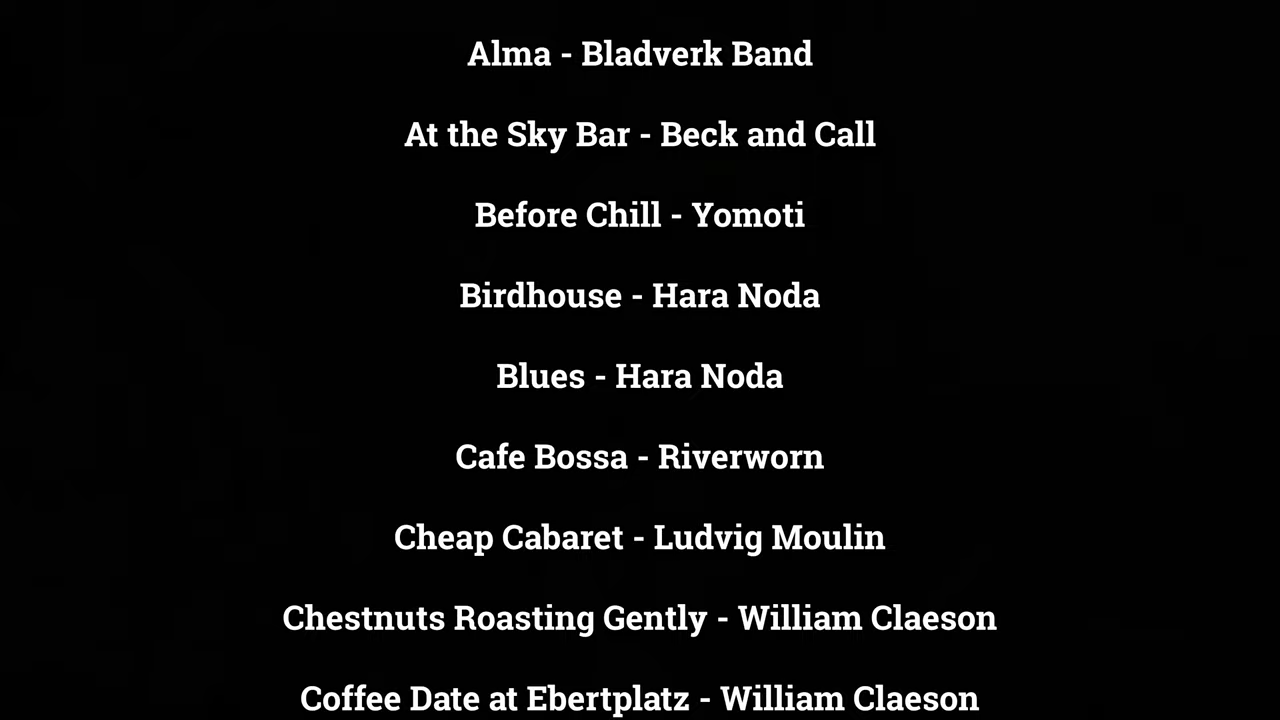 Alma - Bladverk Band
At the Sky Bar - Beck and Call
Before Chill - Yomoti
Birdhouse - Hara Noda
Blues - Hara Noda
Cafe Bossa - Riverworn
Cheap Cabaret - Ludvig Moulin
Chestnuts Roasting Gently - William Claeson
Coffee Date at Ebertplatz - William Claeson